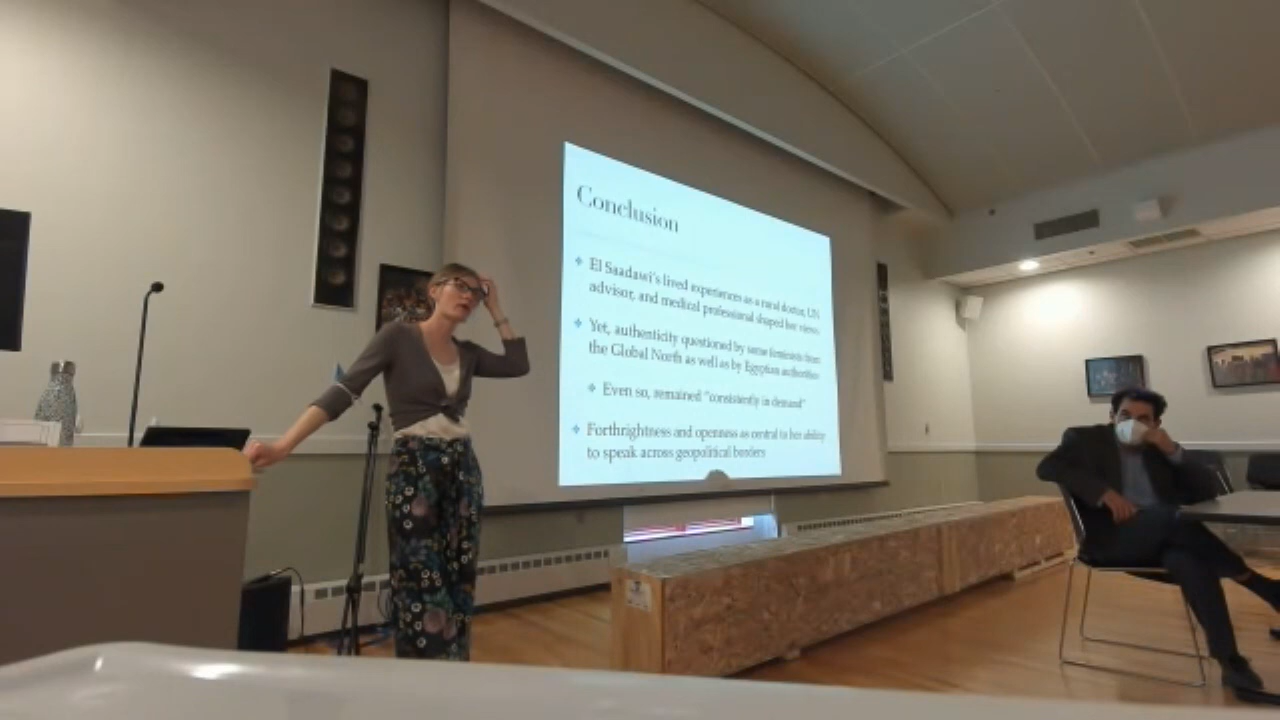 Conclusion
El Saadawi's lived experiences as a rural doctor, UN
advisor, and medical professional shaped her views.
Yet, authenticity questioned by some feminists from
the Global North as well as by Egyptian authorities
Even so, remained "consistently in demand"
Forthrightness and openness as central to her ability
to speak across geopolitical borders